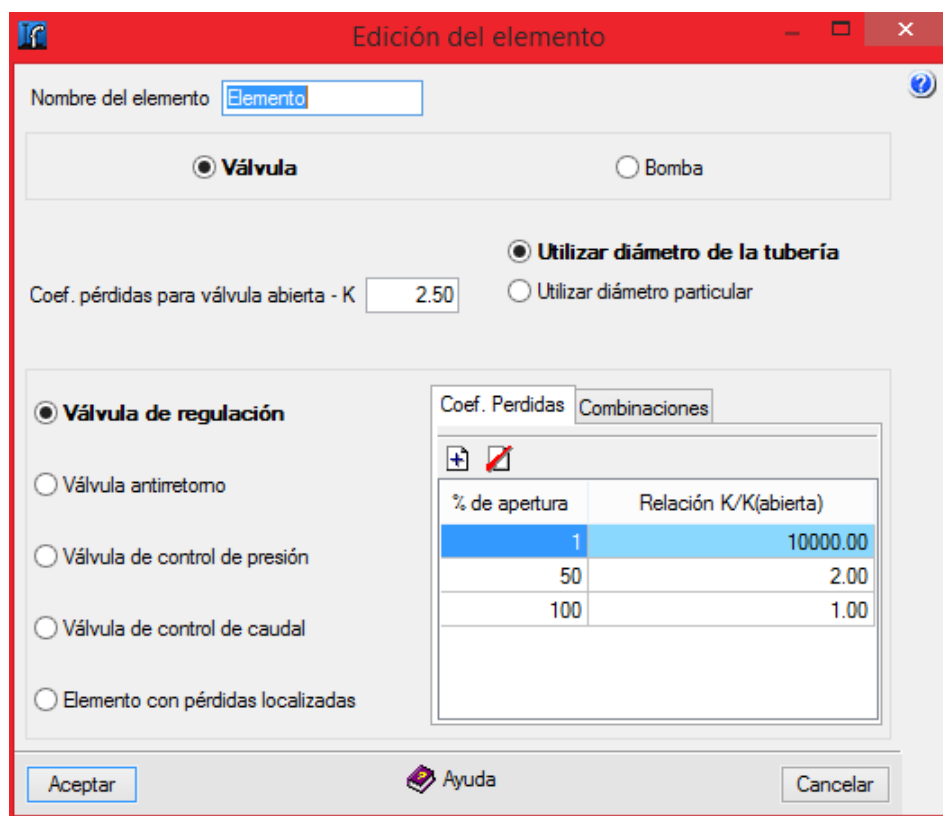 Edición del elemento
Nombre del elemento Elemento
Válvula Bomba
Utilizar diámetro de la tubería
Coef. pérdidas para válvula abierta - K 2.50 Utilizar diámetro particular
Válvula de regulación
Válvula antirretorno
Válvula de control de presión
Válvula de control de caudal
Elemento con pérdidas localizadas
Coef. Perdidas Combinaciones
% de apertura Relación K/K(abierta)
1 10000.00
50 2.00
100 1.00
Aceptar Ayuda Cancelar